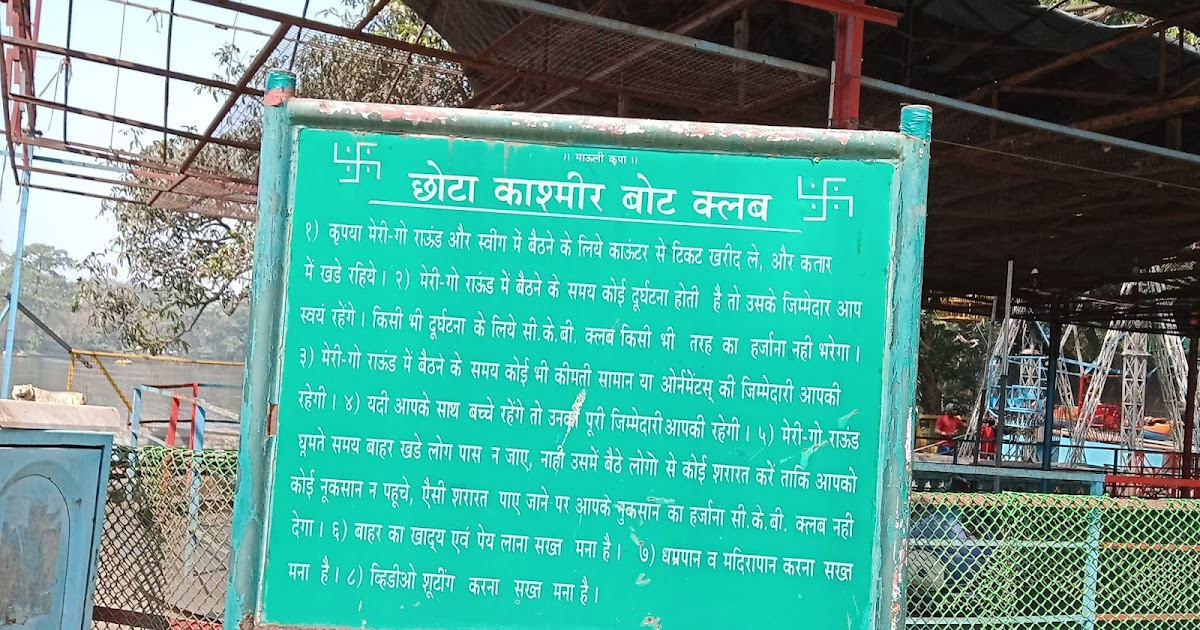 ।। माऊली कृपा ।।
छोटा काश्मीर बोट क्लब
१) कृपया मेरी-गो राऊंड और स्वींग में बैठने के लिये काऊंटर से टिकट खरीद ले, और कतार
में खडे रहिये । २) मेरी-गो राऊंड में बैठने के समय कोई दूर्घटना होती है तो उसके जिम्मेदार आप
स्वयं रहेंगे । किसी भी दूर्घटना के लिये सी.के.बी. क्लब किसी भी तरह का हर्जाना नही भरेगा ।
३) मेरी-गो राऊंड में बैठने के समय कोई भी कीमती सामान या ओर्नमेंटस् की जिम्मेदारी आपकी
रहेगी । ४) यदी आपके साथ बच्चे रहेंगे तो उनकी पूरी जिम्मेदारी आपकी रहेगी । ५) मेरी-गो राऊंड
घूमते समय बाहर खडे लोग पास न जाए, नाही उसमें बैठे लोगो से कोई शरारत करें ताकि आपको
कोई नूकसान न पहूचे, एैसी शरारत पाए जाने पर आपके नुकसान का हर्जाना सी.के.बी. क्लब नही
देगा । ६) बाहर का खाद्य एवं पेय लाना सख्त मना है । ७) धम्रपान व मदिरापान करना सख्त
मना है । ८) व्हिडीओ शूटींग करना सख्त मना है ।